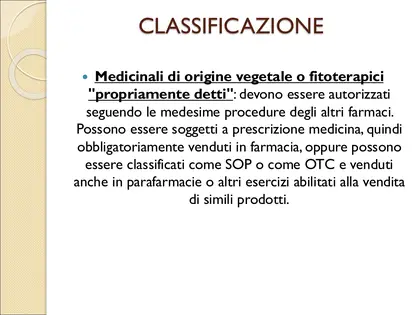 CLASSIFICAZIONE
• Medicinali di origine vegetale o fitoterapici
"propriamente detti": devono essere autorizzati
seguendo le medesime procedure degli altri farmaci.
Possono essere soggetti a prescrizione medicina, quindi
obbligatoriamente venduti in farmacia, oppure possono
essere classificati come SOP o come OTC e venduti
anche in parafarmacie o altri esercizi abilitati alla vendita
di simili prodotti.